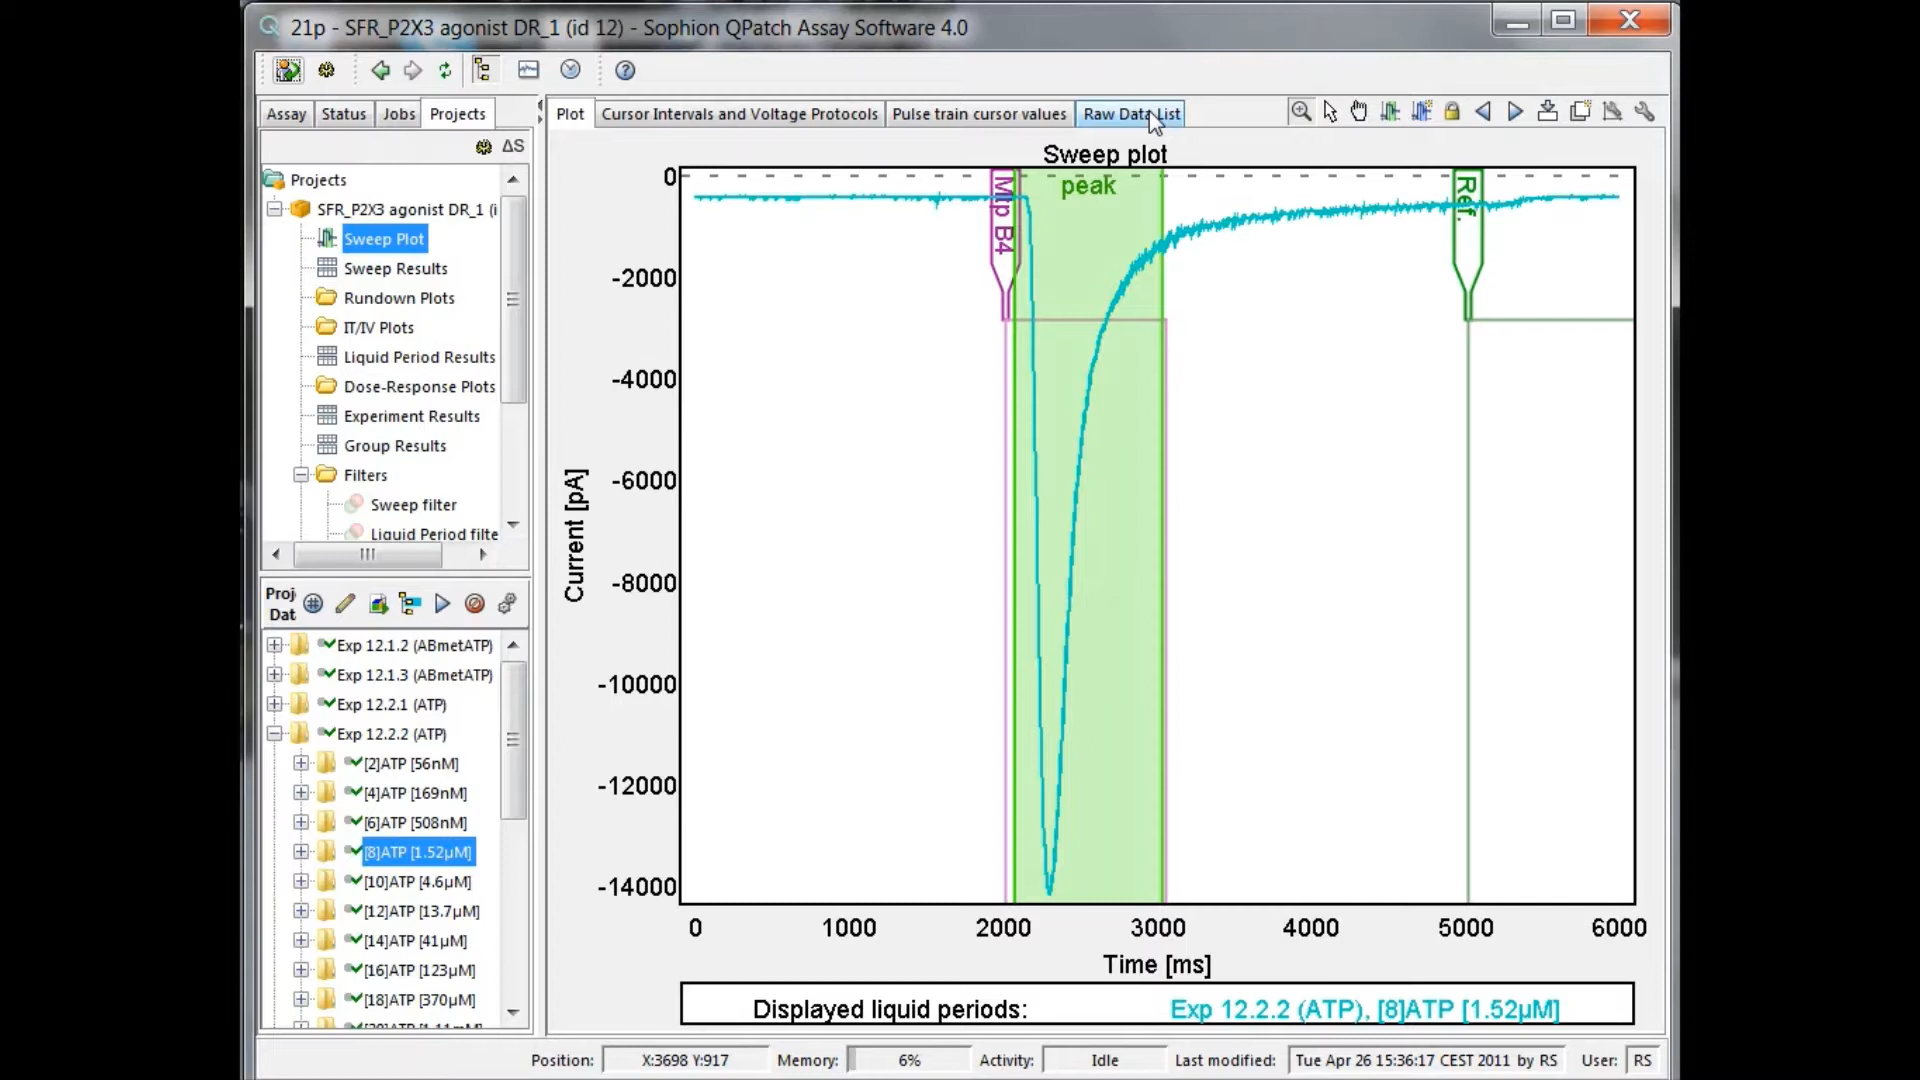 21p - SFR_P2X3 agonist DR_1 (id 12) - Sophion QPatch Assay Software 4.0
Assay
Status
Jobs
Projects
ΔS
Projects
SFR_P2X3 agonist DR_1 (i
Sweep Plot
Sweep Results
Rundown Plots
IT/IV Plots
Liquid Period Results
Dose-Response Plots
Experiment Results
Group Results
Filters
Sweep filter
Liquid Period filte
Proj
Dat
Exp 12.1.2 (ABmetATP)
Exp 12.1.3 (ABmetATP)
Exp 12.2.1 (ATP)
Exp 12.2.2 (ATP)
[2]ATP [56nM]
[4]ATP [169nM]
[6]ATP [508nM]
[8]ATP [1.52µM]
[10]ATP [4.6µM]
[12]ATP [13.7µM]
[14]ATP [41µM]
[16]ATP [123µM]
[18]ATP [370µM]
Plot
Cursor Intervals and Voltage Protocols
Pulse train cursor values
Raw Data List
Sweep plot
peak
B4
Ref.
0
-2000
-4000
-6000
-8000
-10000
-12000
-14000
Current [pA]
0 1000 2000 3000 4000 5000 6000
Time [ms]
Displayed liquid periods: Exp 12.2.2 (ATP), [8]ATP [1.52µM]
Position: X:3698 Y:917 Memory: 6% Activity: Idle Last modified: Tue Apr 26 15:36:17 CEST 2011 by RS User: RS